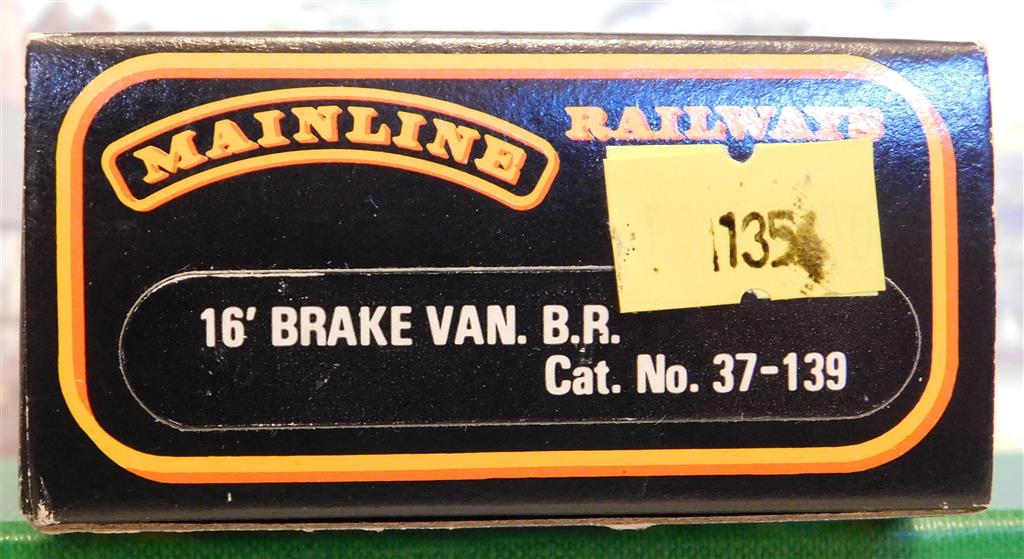 MAINLINE RAILWAYS
135
16' BRAKE VAN. B.R.
Cat. No. 37-139